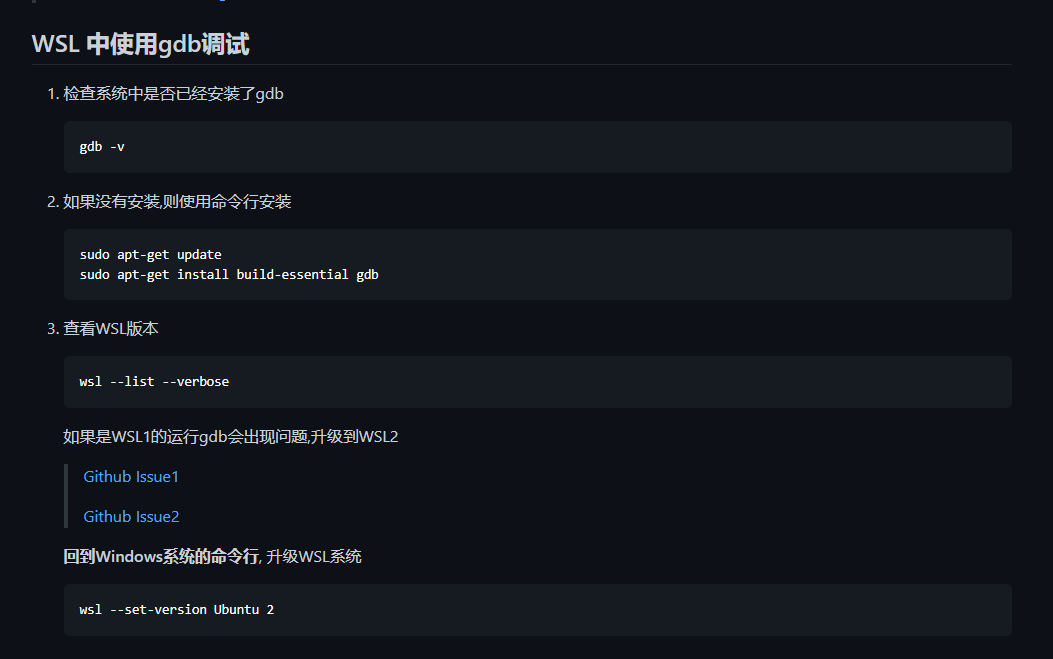 WSL 中使用gdb调试
1. 检查系统中是否已经安装了gdb
gdb -v
2. 如果没有安装,则使用命令行安装
sudo apt-get update
sudo apt-get install build-essential gdb
3. 查看WSL版本
wsl --list --verbose
如果是WSL1的运行gdb会出现问题,升级到WSL2
Github Issue1
Github Issue2
回到Windows系统的命令行, 升级WSL系统
wsl --set-version Ubuntu 2